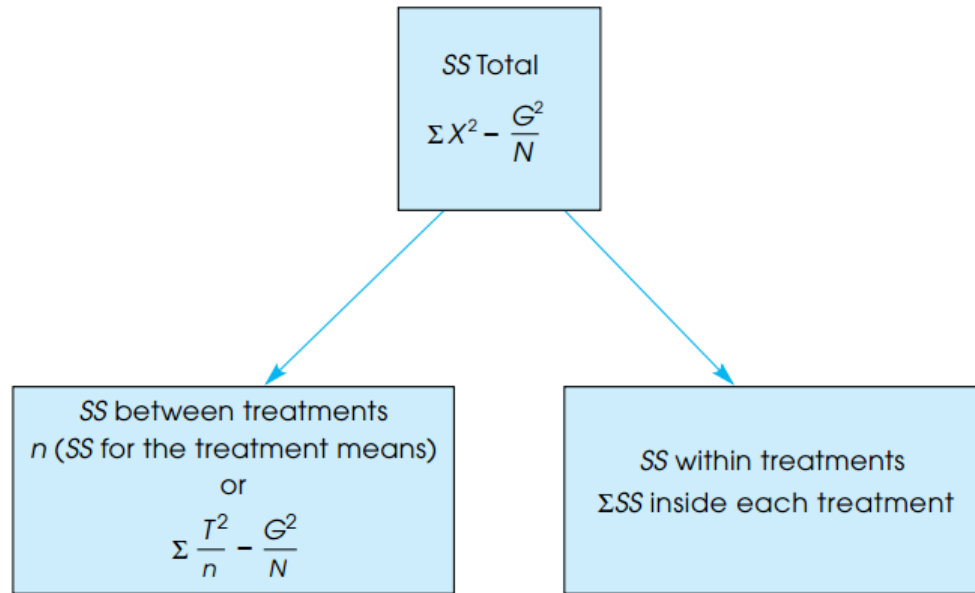 SS Total
ΣX² − G²/N
SS between treatments
n (SS for the treatment means)
or
Σ T²/n − G²/N
SS within treatments
ΣSS inside each treatment